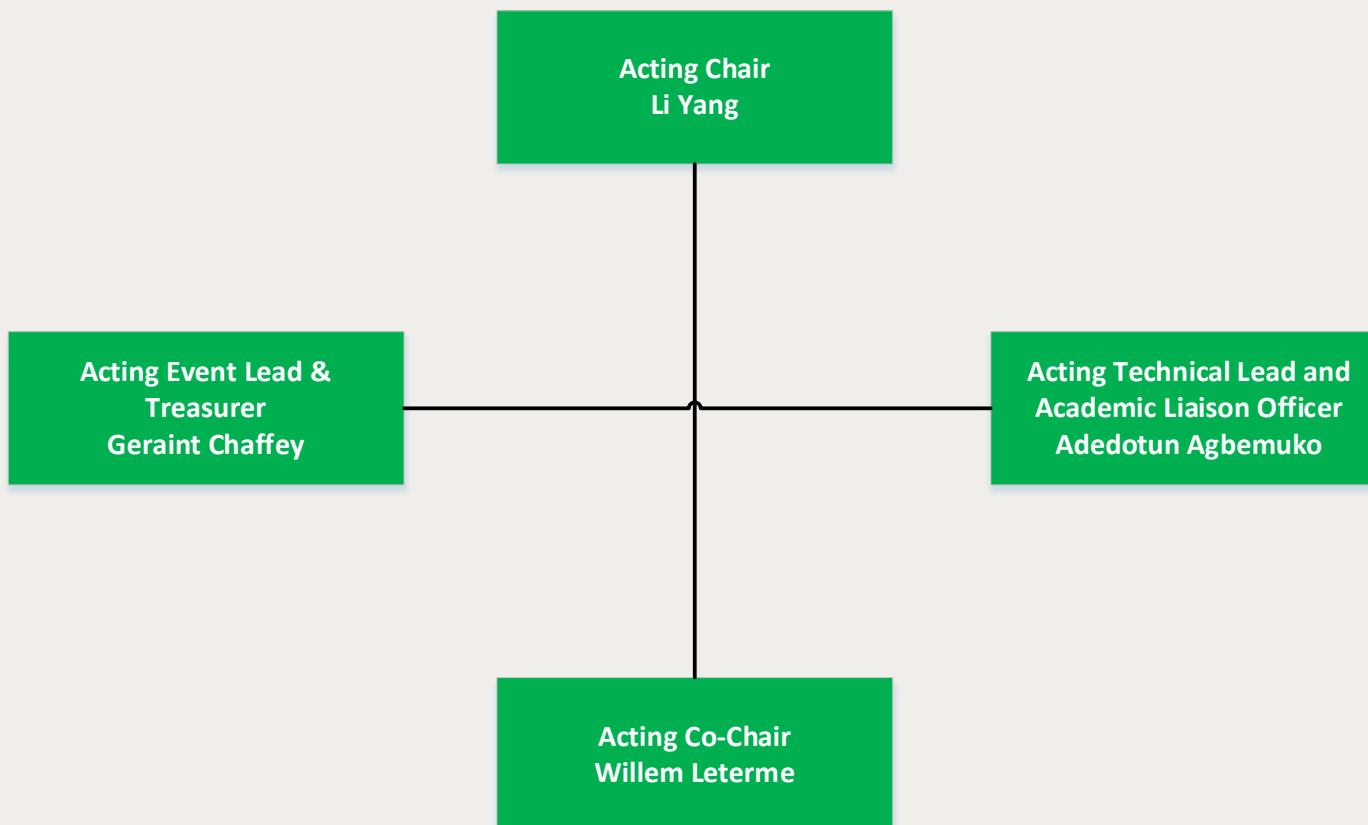 Acting Chair
Li Yang
Acting Event Lead &
Treasurer
Geraint Chaffey
Acting Technical Lead and
Academic Liaison Officer
Adedotun Agbemuko
Acting Co-Chair
Willem Leterme